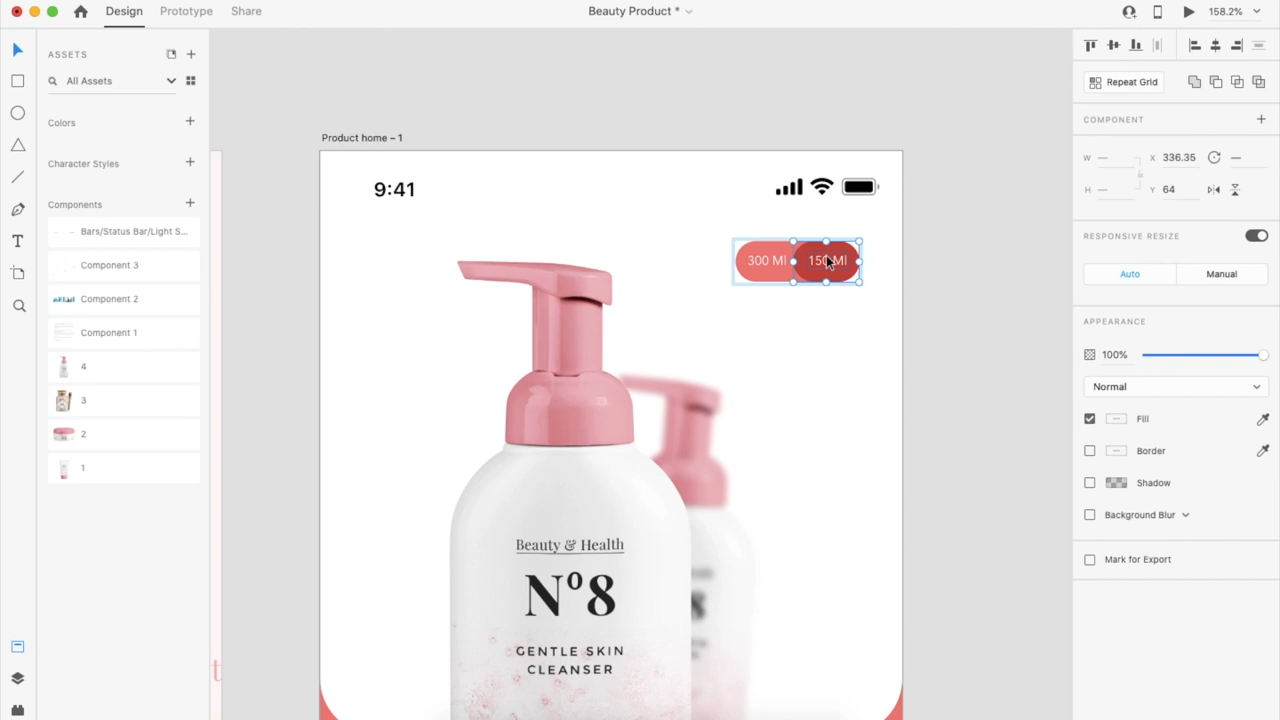 Design Prototype Share Beauty Product * 158.2%
ASSETS
All Assets
Colors
Character Styles
Components
Bars/Status Bar/Light S...
Component 3
Component 2
Component 1
4
3
2
1
Product home – 1
9:41
300 Ml 150 Ml
Beauty & Health
Nº8
GENTLE SKIN
CLEANSER
t
Repeat Grid
COMPONENT
W — X 336.35 —
H — Y 64
RESPONSIVE RESIZE
Auto Manual
APPEARANCE
100%
Normal
Fill
Border
Shadow
Background Blur
Mark for Export